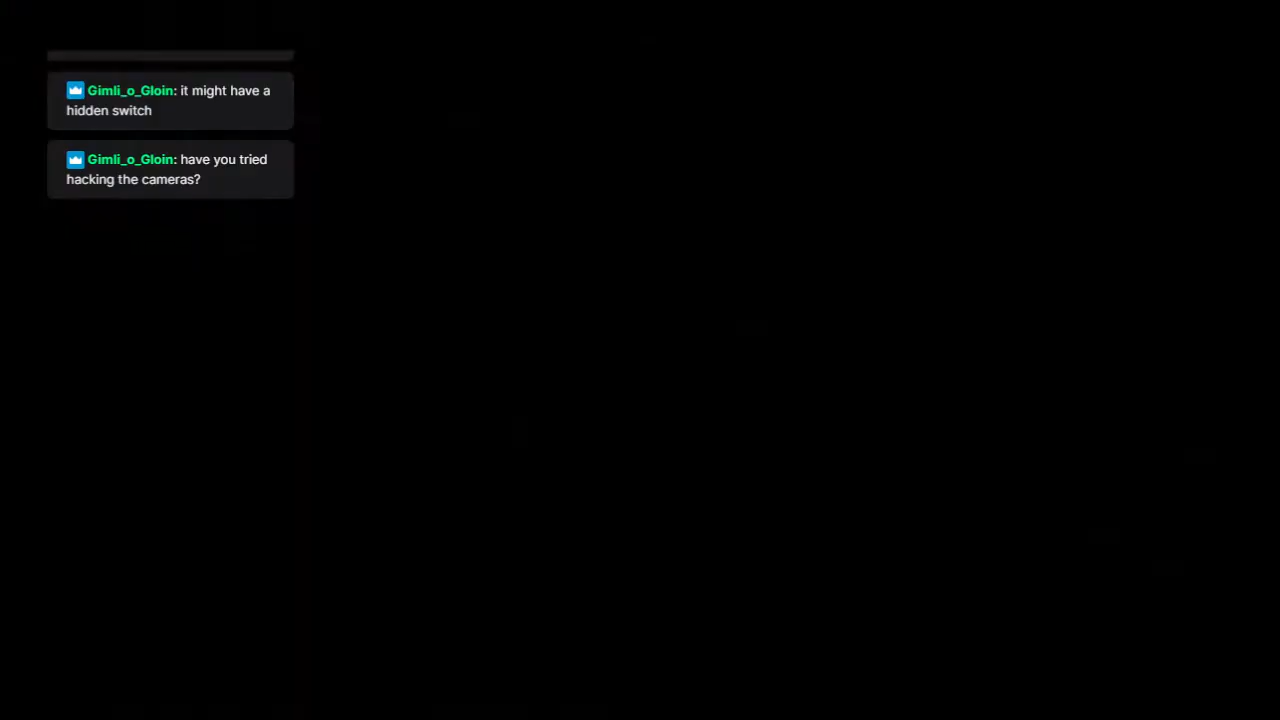 Gimli_o_Gloin: it might have a
hidden switch
Gimli_o_Gloin: have you tried
hacking the cameras?